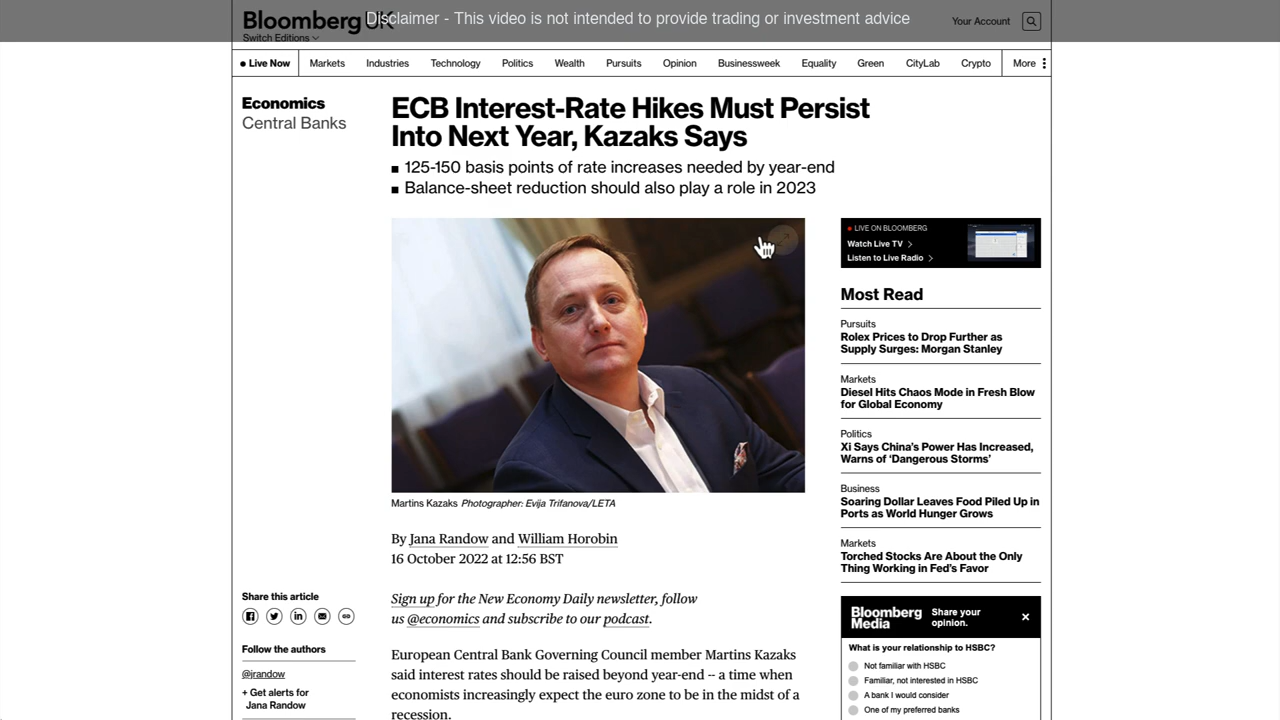 Disclaimer - This video is not intended to provide trading or investment advice
Bloomberg UK
Switch Editions
Your Account
Live Now
Markets
Industries
Technology
Politics
Wealth
Pursuits
Opinion
Businessweek
Equality
Green
CityLab
Crypto
More
Economics
Central Banks
ECB Interest-Rate Hikes Must Persist
Into Next Year, Kazaks Says
125-150 basis points of rate increases needed by year-end
Balance-sheet reduction should also play a role in 2023
Martins Kazaks Photographer: Evija Trifanova/LETA
By Jana Randow and William Horobin
16 October 2022 at 12:56 BST
Sign up for the New Economy Daily newsletter, follow
us @economics and subscribe to our podcast.
European Central Bank Governing Council member Martins Kazaks
said interest rates should be raised beyond year-end -- a time when
economists increasingly expect the euro zone to be in the midst of a
recession.
Share this article
Follow the authors
@jrandow
+ Get alerts for
Jana Randow
LIVE ON BLOOMBERG
Watch Live TV
Listen to Live Radio
Most Read
Pursuits
Rolex Prices to Drop Further as
Supply Surges: Morgan Stanley
Markets
Diesel Hits Chaos Mode in Fresh Blow
for Global Economy
Politics
Xi Says China's Power Has Increased,
Warns of 'Dangerous Storms'
Business
Soaring Dollar Leaves Food Piled Up in
Ports as World Hunger Grows
Markets
Torched Stocks Are About the Only
Thing Working in Fed's Favor
Bloomberg
Media
Share your
opinion.
What is your relationship to HSBC?
Not familiar with HSBC
Familiar, not interested in HSBC
A bank I would consider
One of my preferred banks